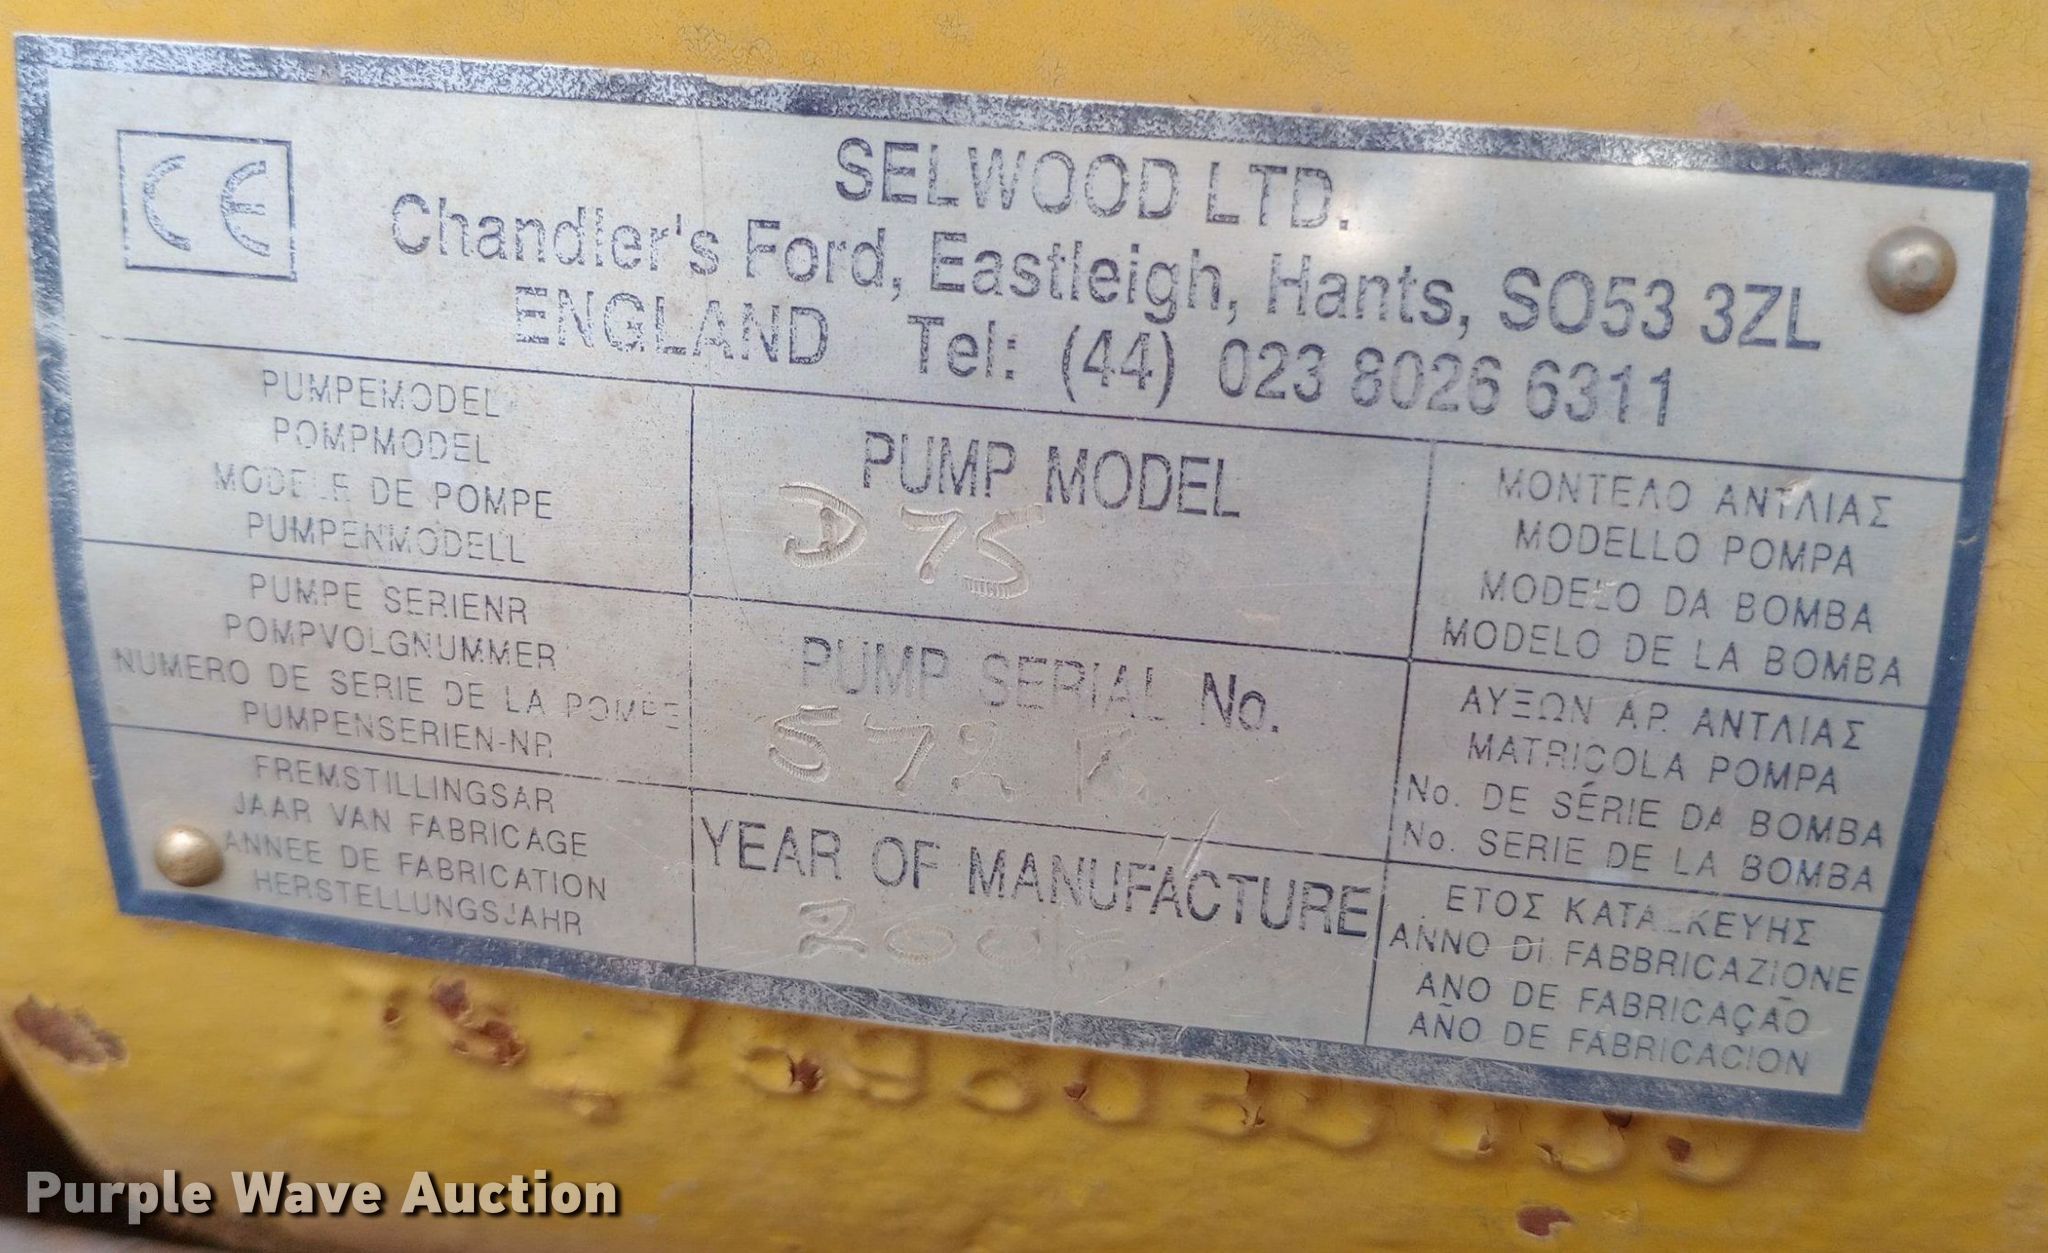 CE
SELWOOD LTD.
Chandler's Ford, Eastleigh, Hants, SO53 3ZL
ENGLAND Tel: (44) 023 8026 6311
PUMPEMODEL
POMPMODEL
MODELE DE POMPE
PUMPENMODELL
PUMP MODEL
D75
ΜΟΝΤΕΛΟ ΑΝΤΛΙΑΣ
MODELLO POMPA
MODELO DA BOMBA
MODELO DE LA BOMBA
PUMPE SERIENR
POMPVOLGNUMMER
NUMERO DE SERIE DE LA POMPE
PUMPENSERIEN-NR
PUMP SERIAL No.
ΑΥΞΩΝ ΑΡ. ΑΝΤΛΙΑΣ
MATRICOLA POMPA
No. DE SÉRIE DA BOMBA
No. SERIE DE LA BOMBA
FREMSTILLINGSAR
JAAR VAN FABRICAGE
ANNEE DE FABRICATION
HERSTELLUNGSJAHR
YEAR OF MANUFACTURE
ΕΤΟΣ ΚΑΤΑΣΚΕΥΗΣ
ANNO DI FABBRICAZIONE
AÑO DE FABRICAÇÃO
AÑO DE FABRICACION
Purple Wave Auction